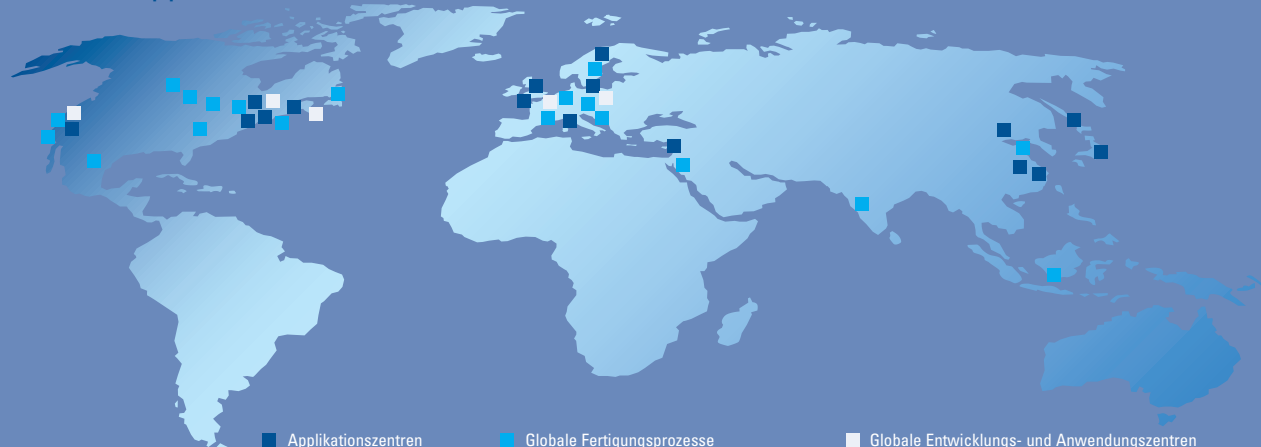 Applikationszentren
Globale Fertigungsprozesse
Globale Entwicklungs- und Anwendungszentren